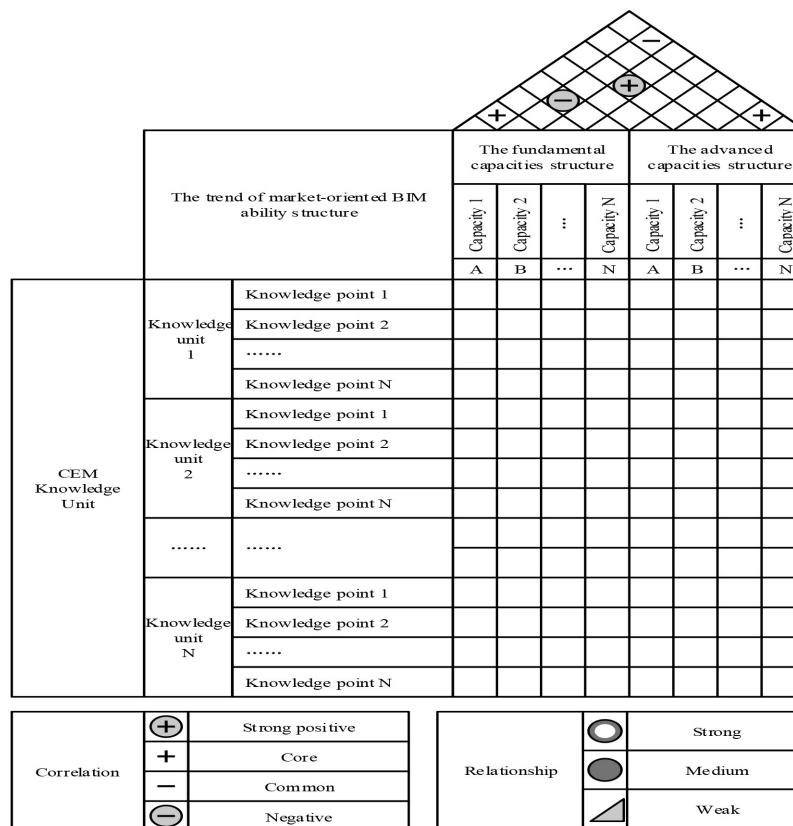 −
+
−
+
+
The fundamental
capacities structure
The advanced
capacities structure
The trend of market-oriented BIM
ability structure
Capacity 1
Capacity 2
...
Capacity N
Capacity 1
Capacity 2
...
Capacity N
A B ... N A B ... N
CEM
Knowledge
Unit
Knowledge
unit
1
Knowledge point 1
Knowledge point 2
......
Knowledge point N
Knowledge
unit
2
Knowledge point 1
Knowledge point 2
......
Knowledge point N
......
......
Knowledge
unit
N
Knowledge point 1
Knowledge point 2
......
Knowledge point N
Correlation
+ Strong positive
+ Core
− Common
− Negative
Relationship
Strong
Medium
Weak